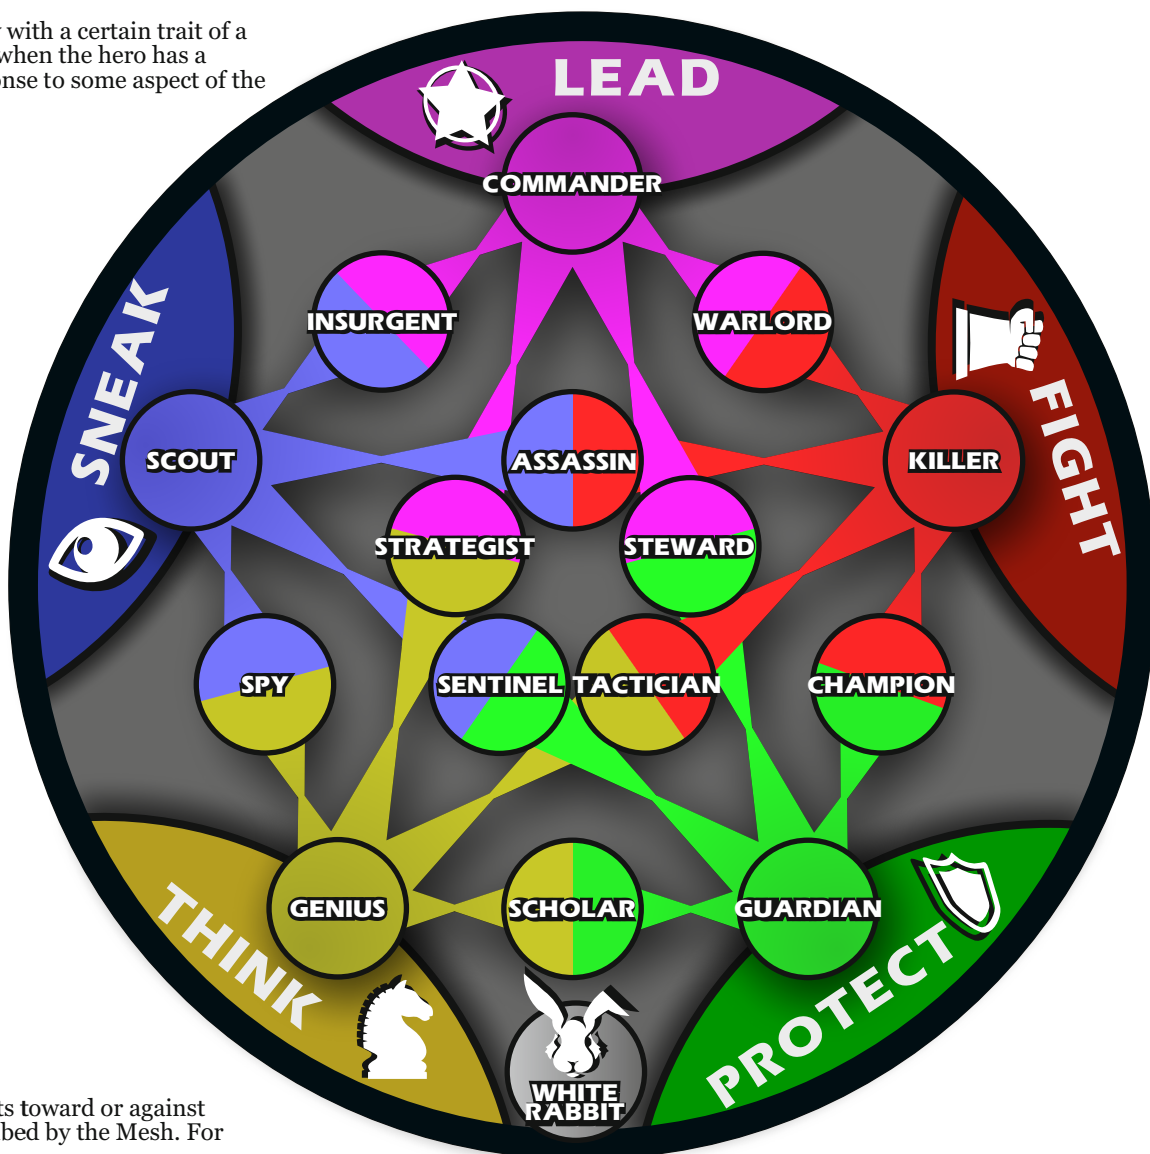 with a certain trait of a
when the hero has a
onse to some aspect of the
LEAD
COMMANDER
INSURGENT
WARLORD
SNEAK
FIGHT
SCOUT
ASSASSIN
KILLER
STRATEGIST
STEWARD
SPY
SENTINEL
TACTICIAN
CHAMPION
GENIUS
SCHOLAR
GUARDIAN
THINK
PROTECT
WHITE
RABBIT
ts toward or against
bed by the Mesh. For